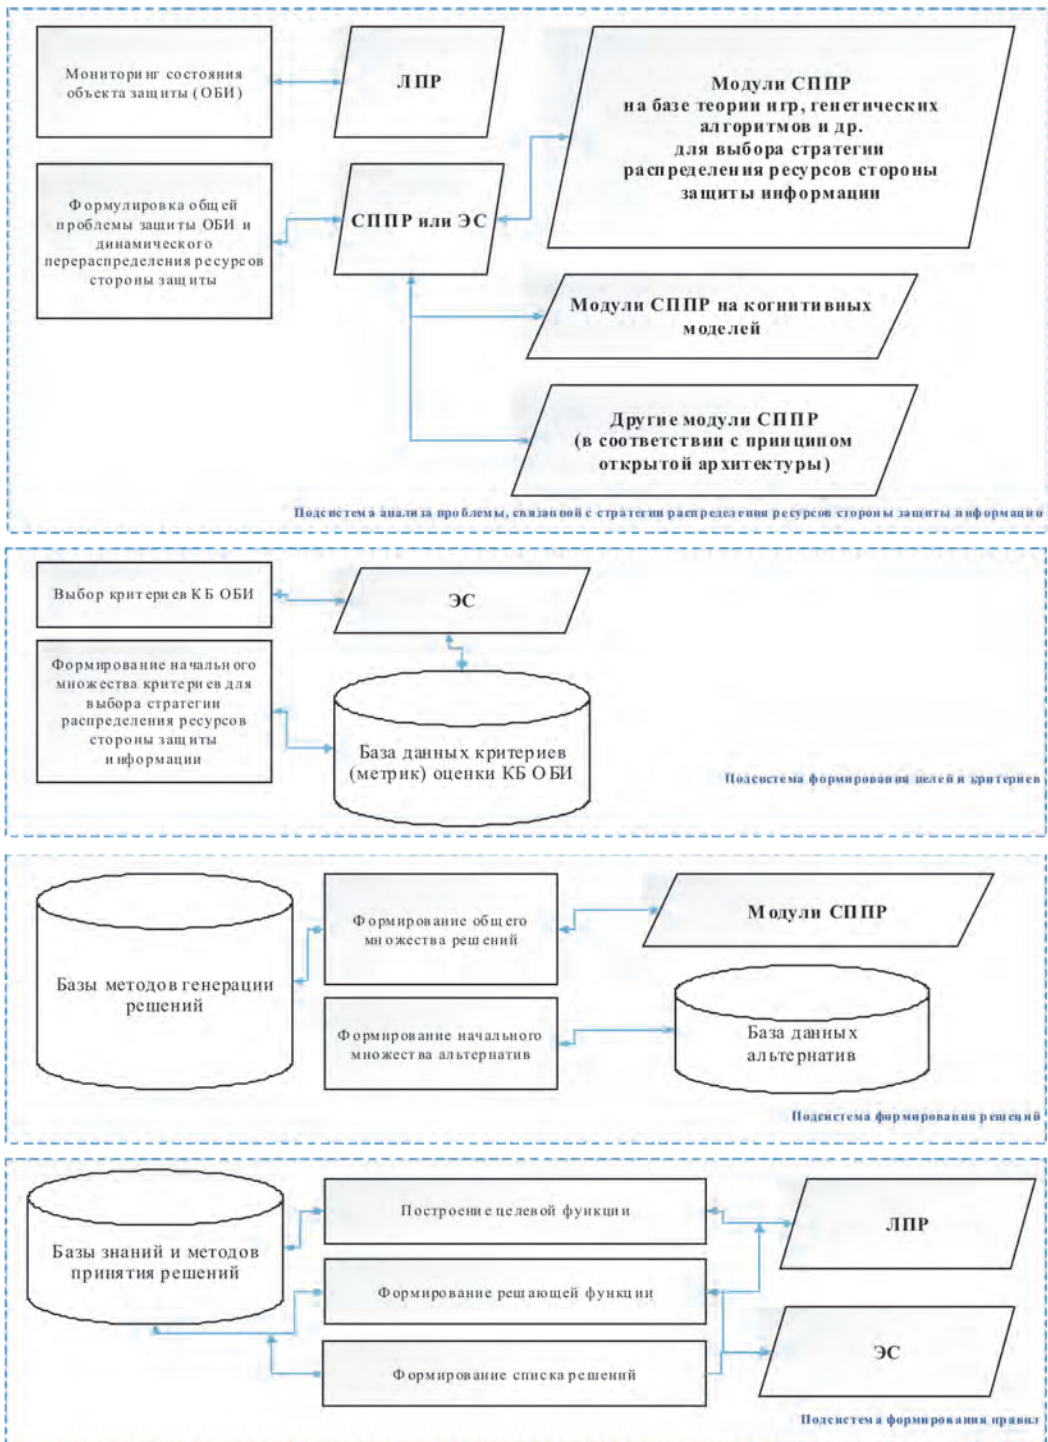 Мониторинг состояния
объекта защиты (ОБИ)
ЛПР
Модули СППР
на базе теории игр, генетических
алгоритмов и др.
для выбора стратегии
распределения ресурсов стороны
защиты информации
Формулировка общей
проблемы защиты ОБИ и
динамического
перераспределения ресурсов
стороны защиты
СППР или ЭС
Модули СППР на когнитивных
моделей
Другие модули СППР
(в соответствии с принципом
открытой архитектуры)
Подсистема анализа проблемы, связанной с стратегии распределения ресурсов стороны защиты информации
Выбор критериев КБ ОБИ
ЭС
Формирование начального
множества критериев для
выбора стратегии
распределения ресурсов
стороны защиты
информации
База данных критериев
(метрик) оценки КБ ОБИ
Подсистема формирования целей и критериев
Базы методов генерации
решений
Формирование общего
множества решений
Модули СППР
Формирование начального
множества альтернатив
База данных
альтернатив
Подсистема формирования решений
Базы знаний и методов
принятия решений
Построение целевой функции
ЛПР
Формирование решающей функции
Формирование списка решений
ЭС
Подсистема формирования правил